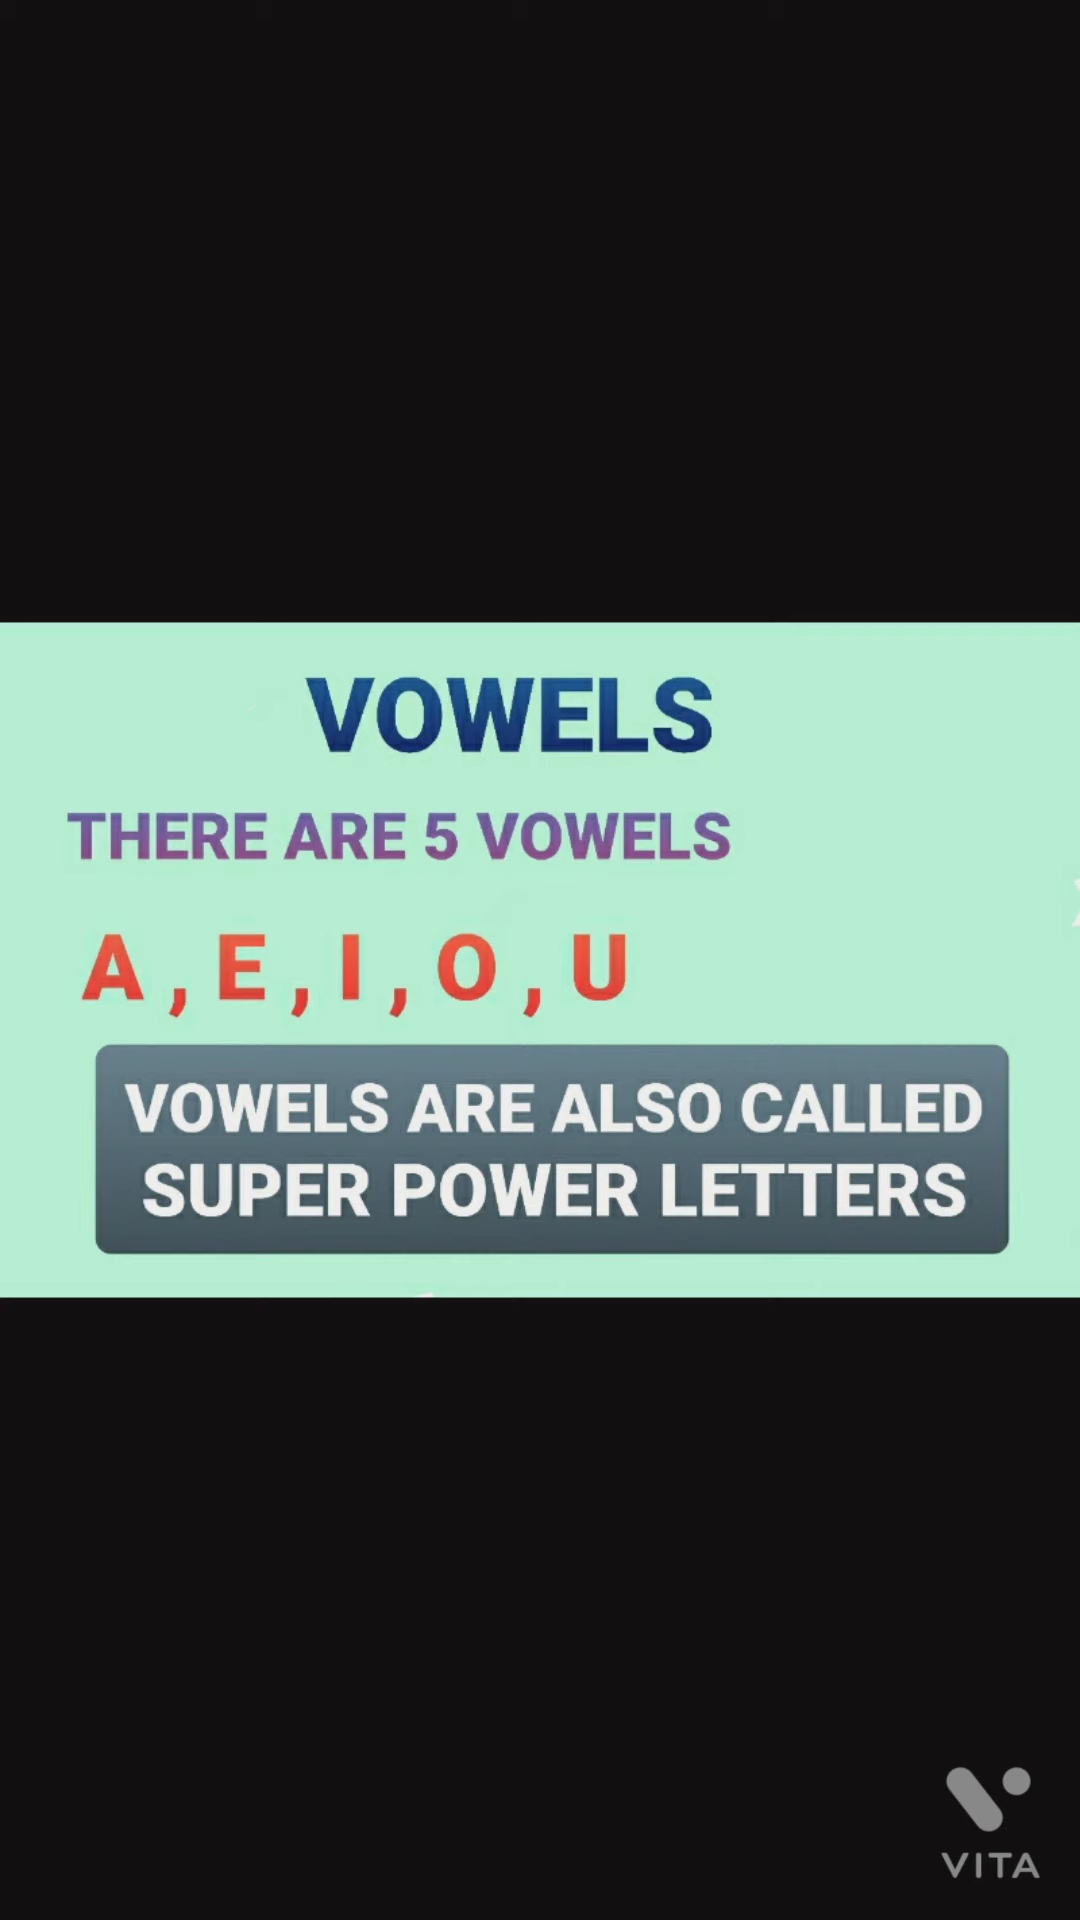 VOWELS
THERE ARE 5 VOWELS
A , E , I , O , U
VOWELS ARE ALSO CALLED
SUPER POWER LETTERS
VITA